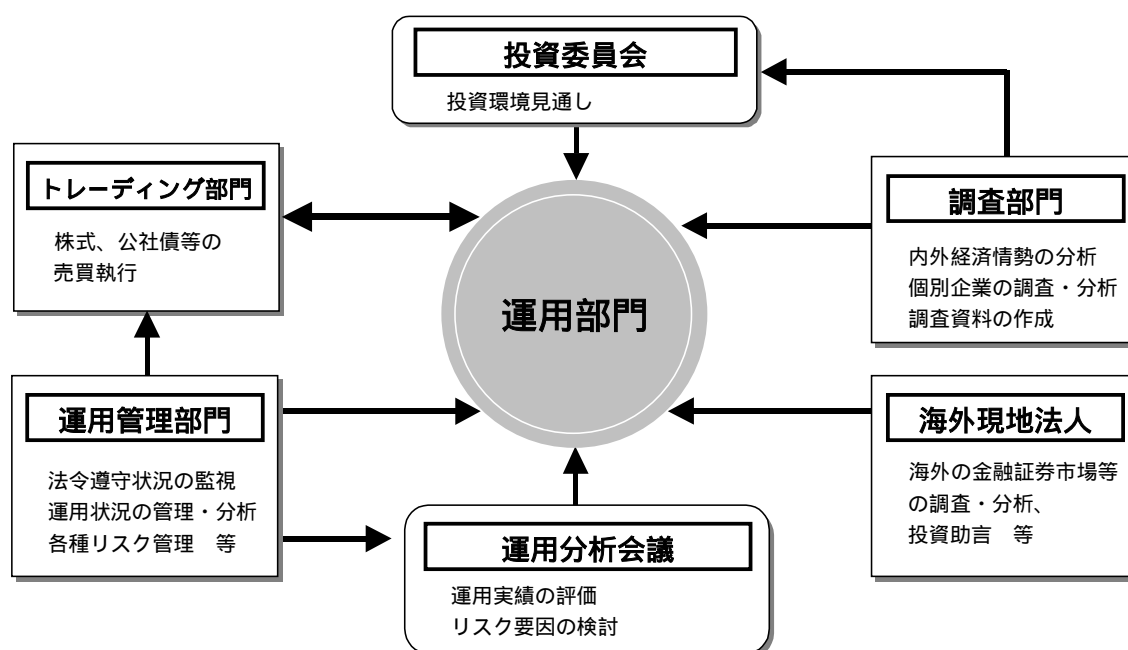 投資委員会
投資環境見通し
トレーディング部門
株式、公社債等の
売買執行
調査部門
内外経済情勢の分析
個別企業の調査・分析
調査資料の作成
運用部門
運用管理部門
法令遵守状況の監視
運用状況の管理・分析
各種リスク管理　等
海外現地法人
海外の金融証券市場等
の調査・分析、
投資助言　等
運用分析会議
運用実績の評価
リスク要因の検討